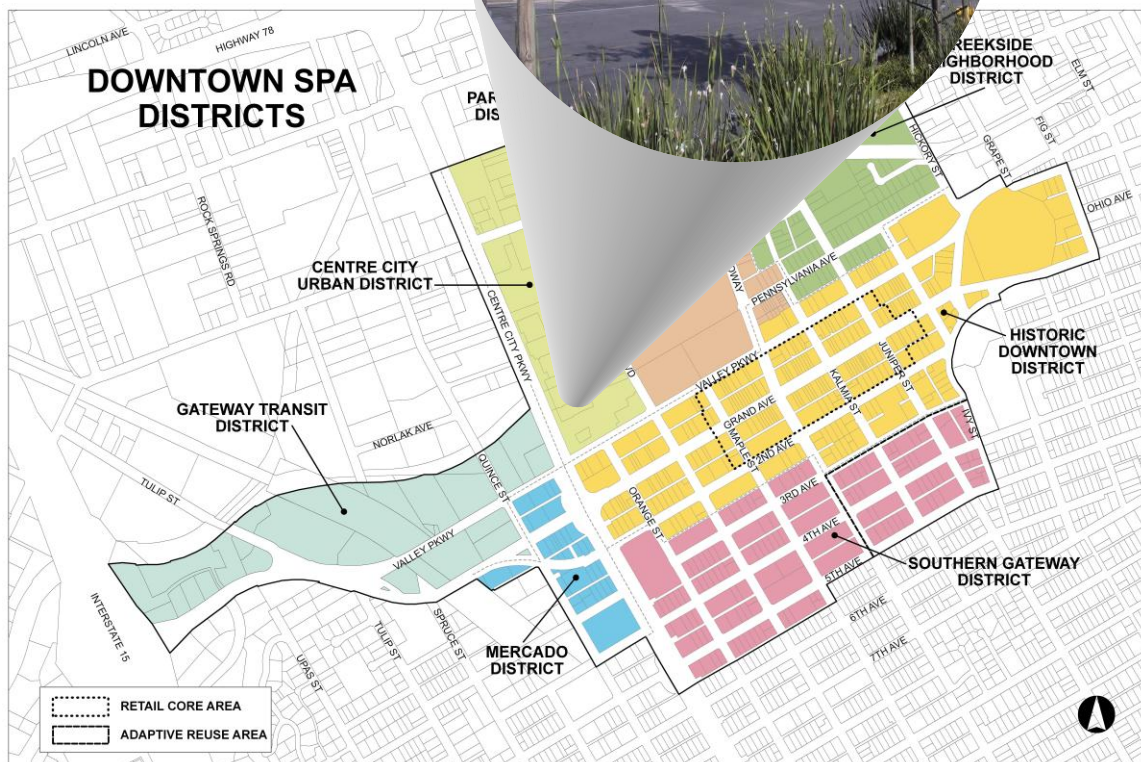 LINCOLN AVE
HIGHWAY 78
DOWNTOWN SPA
DISTRICTS
REEKSIDE
IGHBORHOOD
DISTRICT
ELM ST
FIG ST
GRAPE ST
HICKORY ST
OHIO AVE
ROCK SPRINGS RD
CENTRE CITY
URBAN DISTRICT
CENTRE CITY PKWY
PENNSYLVANIA AVE
HISTORIC
DOWNTOWN
DISTRICT
VALLEY PKWY
JUNIPER ST
KALMIA ST
GRAND AVE
MAPLE ST
2ND AVE
IVY ST
GATEWAY TRANSIT
DISTRICT
NORLAK AVE
QUINCE ST
TULIP ST
ORANGE ST
3RD AVE
4TH AVE
5TH AVE
VALLEY PKWY
SOUTHERN GATEWAY
DISTRICT
INTERSTATE 15
UPAS ST
TULIP ST
SPRUCE ST
MERCADO
DISTRICT
6TH AVE
7TH AVE
RETAIL CORE AREA
ADAPTIVE REUSE AREA